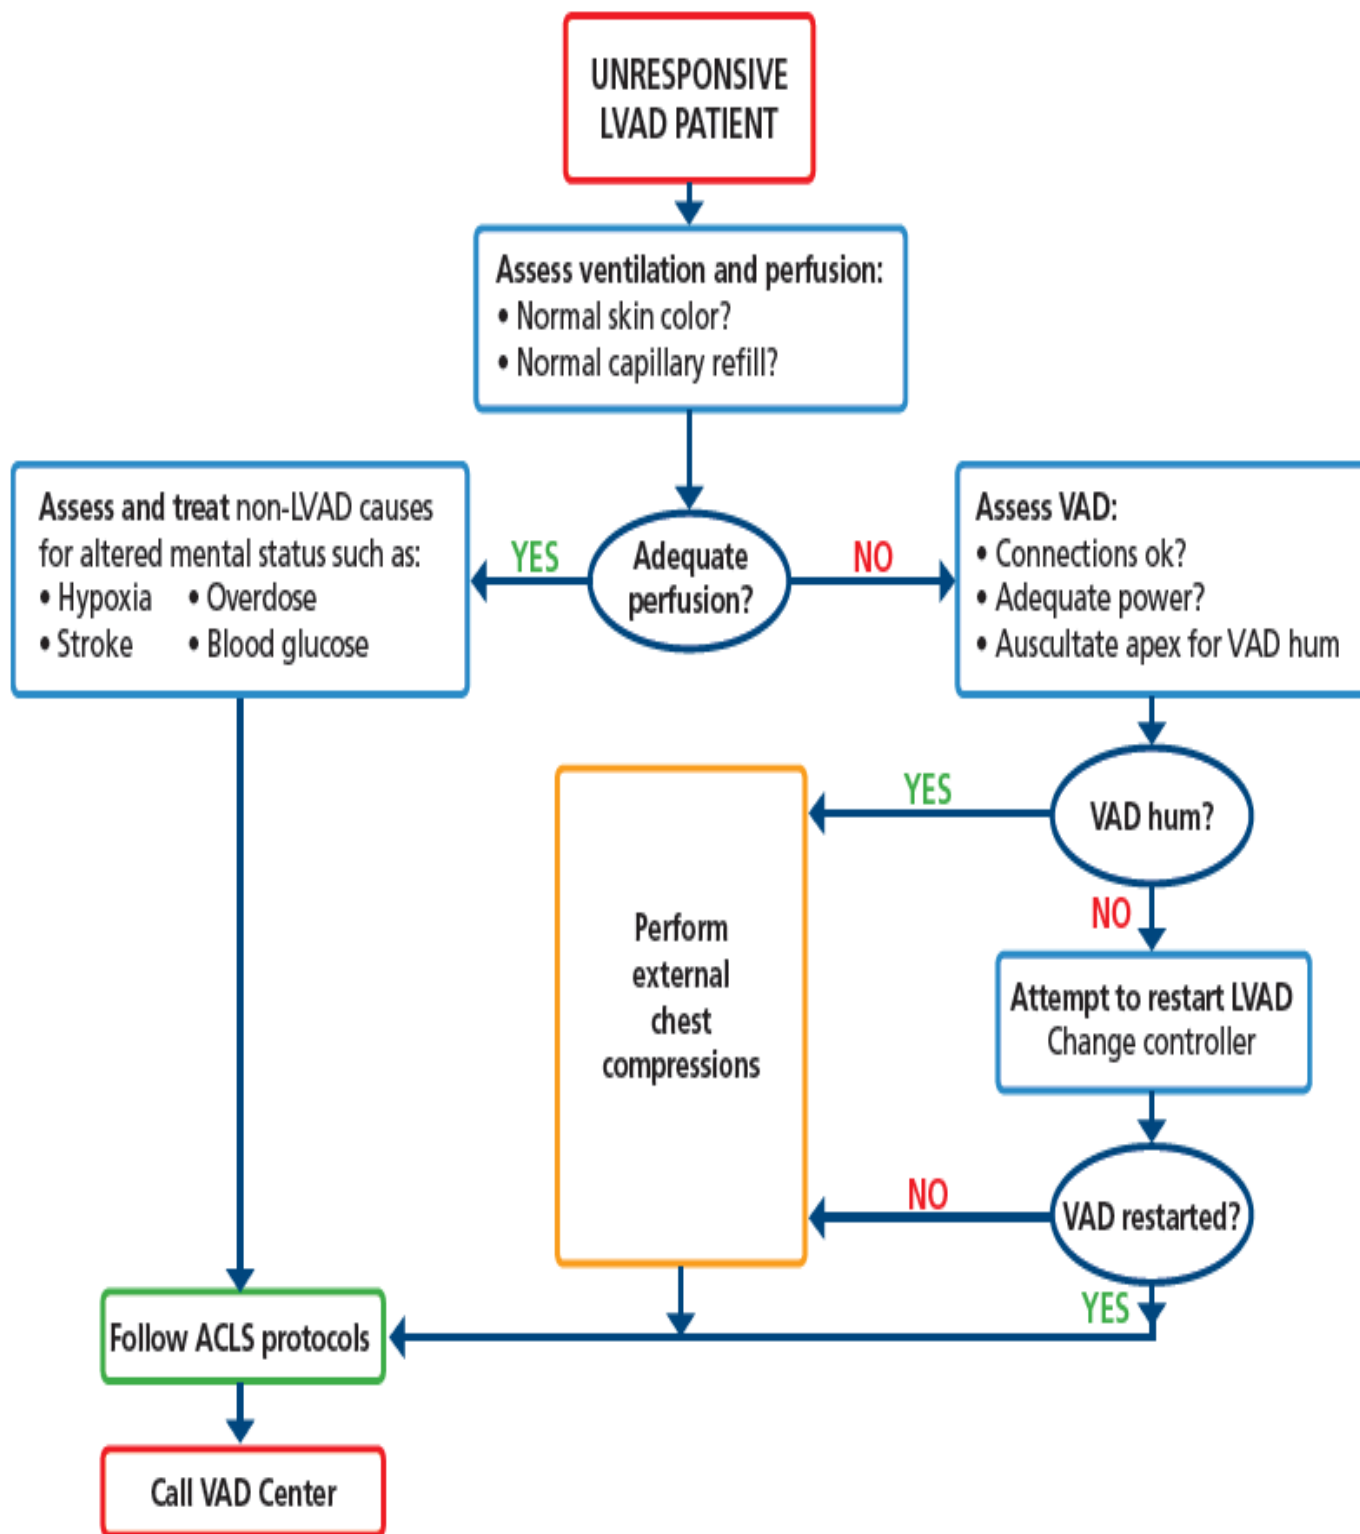 UNRESPONSIVE
LVAD PATIENT
Assess ventilation and perfusion:
• Normal skin color?
• Normal capillary refill?
Adequate
perfusion?
YES
NO
Assess and treat non-LVAD causes
for altered mental status such as:
• Hypoxia • Overdose
• Stroke • Blood glucose
Assess VAD:
• Connections ok?
• Adequate power?
• Auscultate apex for VAD hum
VAD hum?
YES
NO
Perform
external
chest
compressions
Attempt to restart LVAD
Change controller
VAD restarted?
NO
YES
Follow ACLS protocols
Call VAD Center